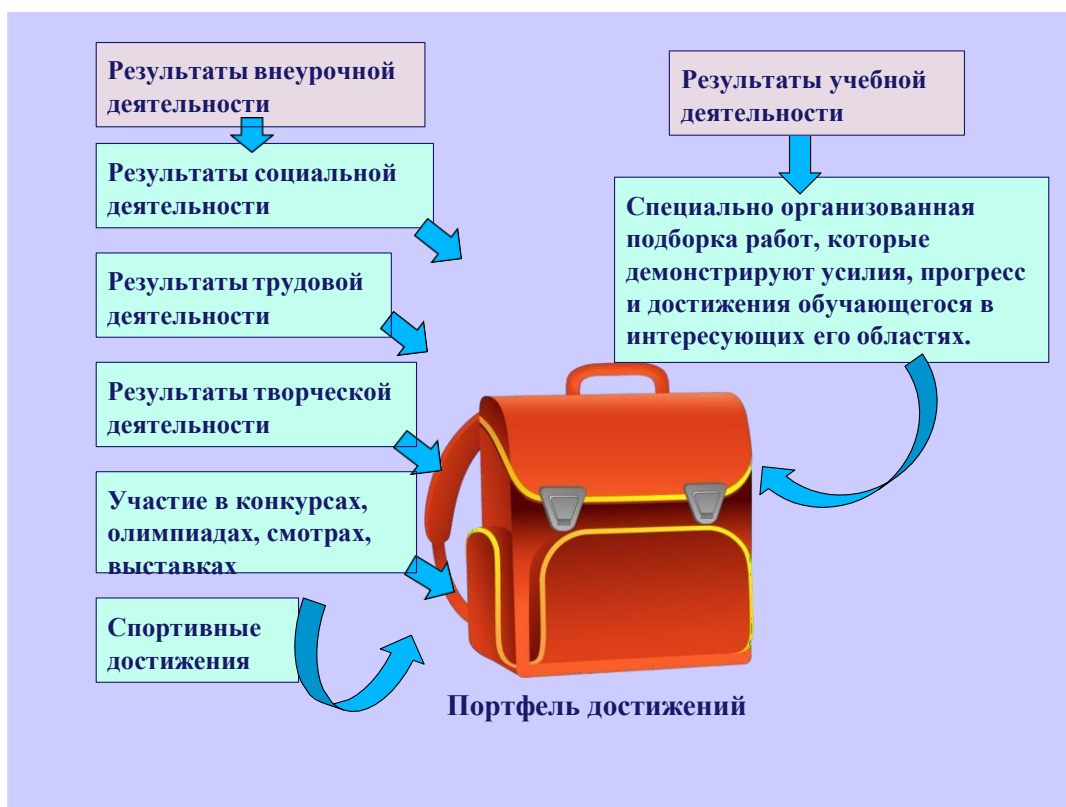 Результаты внеурочной
деятельности
Результаты социальной
деятельности
Результаты трудовой
деятельности
Результаты творческой
деятельности
Участие в конкурсах,
олимпиадах, смотрах,
выставках
Спортивные
достижения
Результаты учебной
деятельности
Специально организованная
подборка работ, которые
демонстрируют усилия, прогресс
и достижения обучающегося в
интересующих его областях.
Портфель достижений